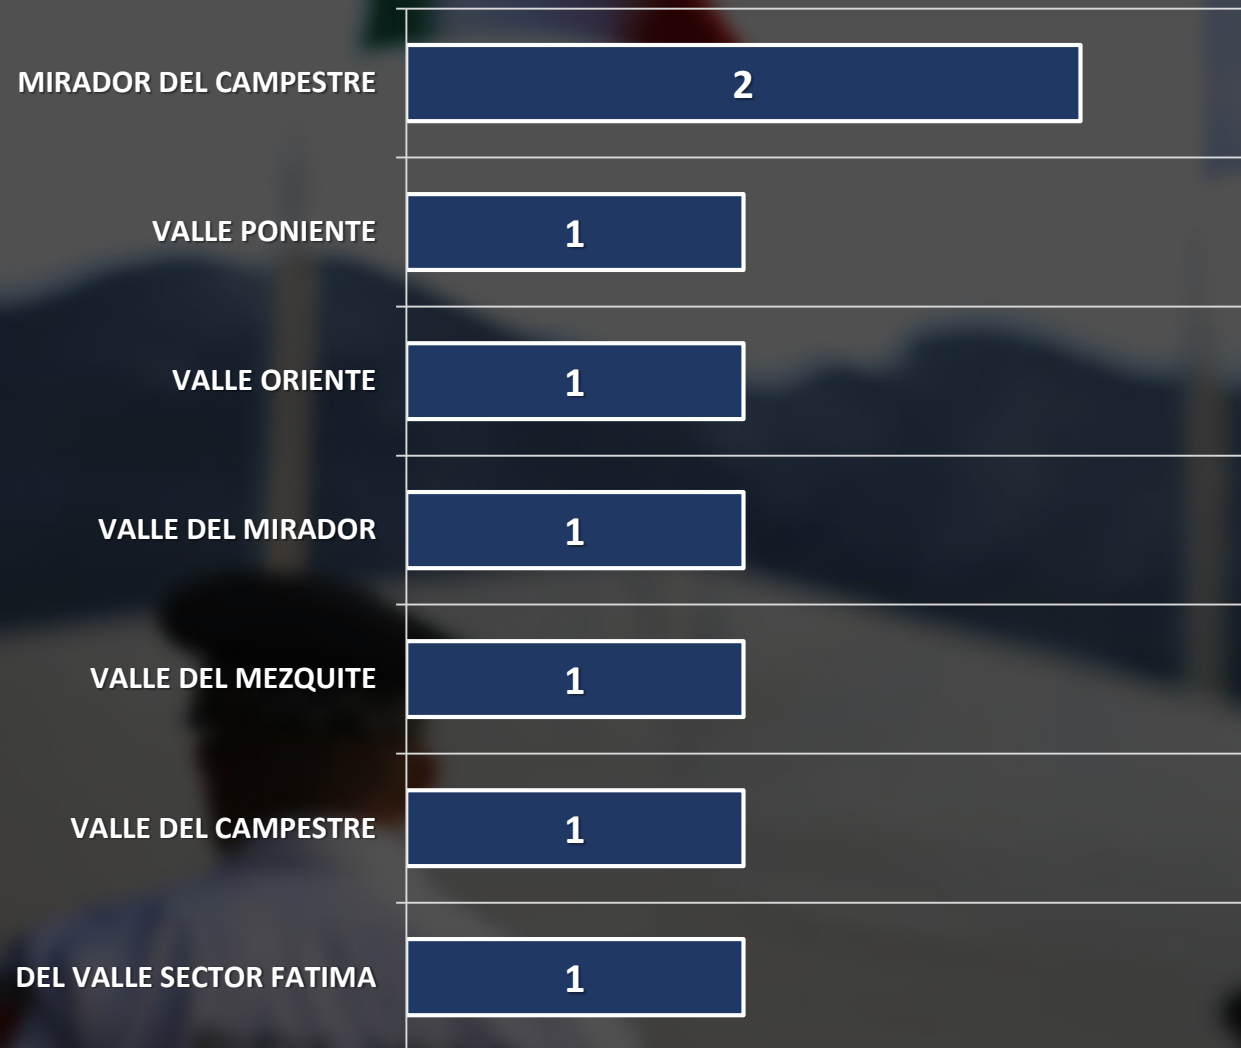 MIRADOR DEL CAMPESTRE 2
VALLE PONIENTE 1
VALLE ORIENTE 1
VALLE DEL MIRADOR 1
VALLE DEL MEZQUITE 1
VALLE DEL CAMPESTRE 1
DEL VALLE SECTOR FATIMA 1